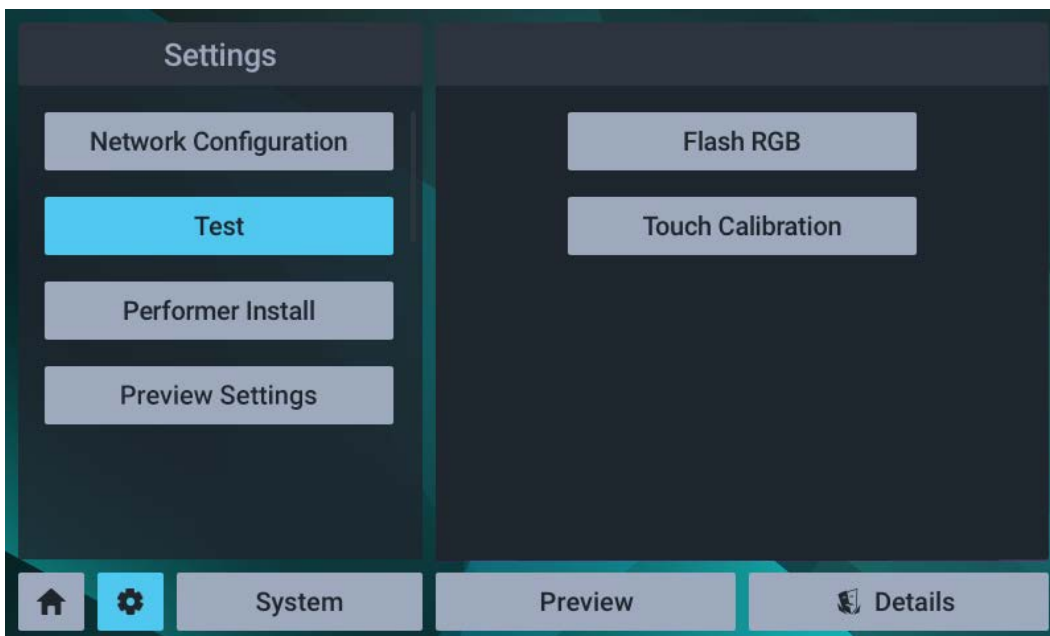 Settings
Network Configuration
Test
Performer Install
Preview Settings
Flash RGB
Touch Calibration
System
Preview
Details